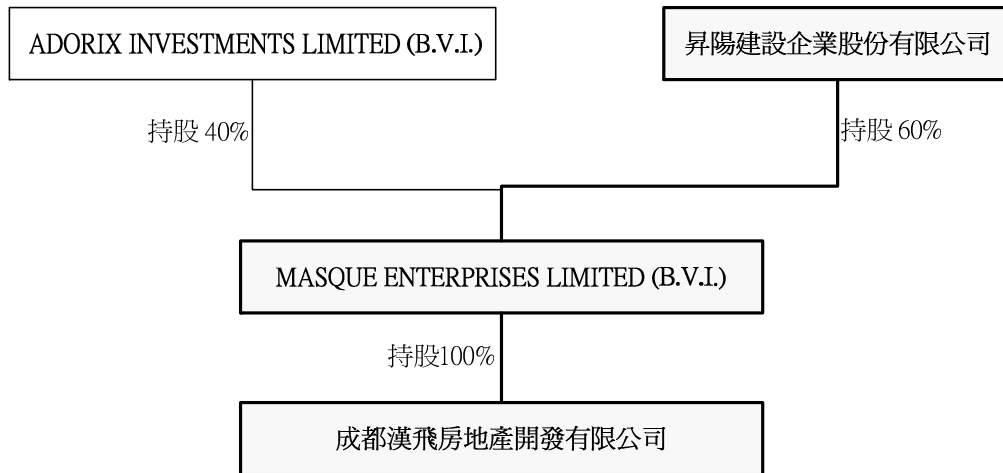 ADORIX INVESTMENTS LIMITED (B.V.I.)
昇陽建設企業股份有限公司
持股 40%
持股 60%
MASQUE ENTERPRISES LIMITED (B.V.I.)
持股100%
成都漢飛房地產開發有限公司